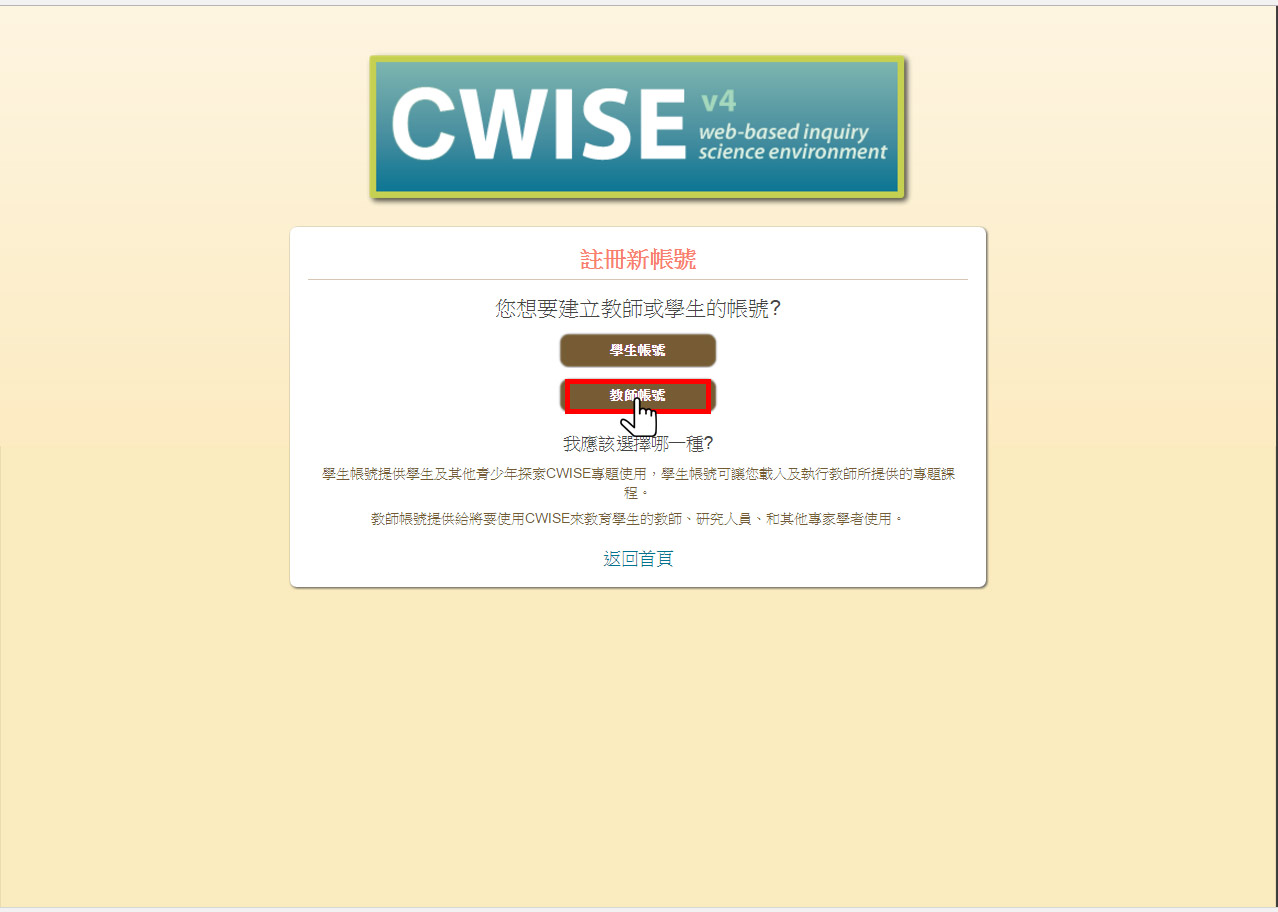 CWISE v4
web-based inquiry
science environment
註冊新帳號
您想要建立教師或學生的帳號?
學生帳號
教師帳號
我應該選擇哪一種?
學生帳號提供學生及其他青少年探索CWISE專題使用，學生帳號可讓您載入及執行教師所提供的專題課
程。
教師帳號提供給將要使用CWISE來教育學生的教師、研究人員、和其他專家學者使用。
返回首頁